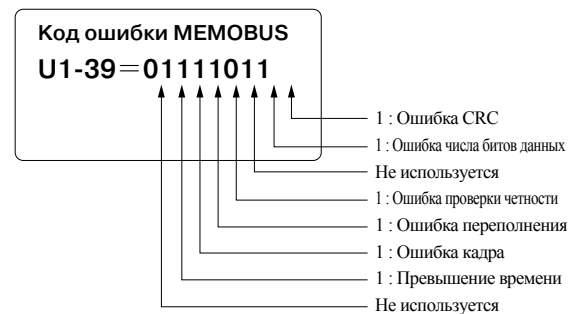 Код ошибки MEMOBUS
U1-39=01111011
1 : Ошибка CRC
1 : Ошибка числа битов данных
Не используется
1 : Ошибка проверки четности
1 : Ошибка переполнения
1 : Ошибка кадра
1 : Превышение времени
Не используется